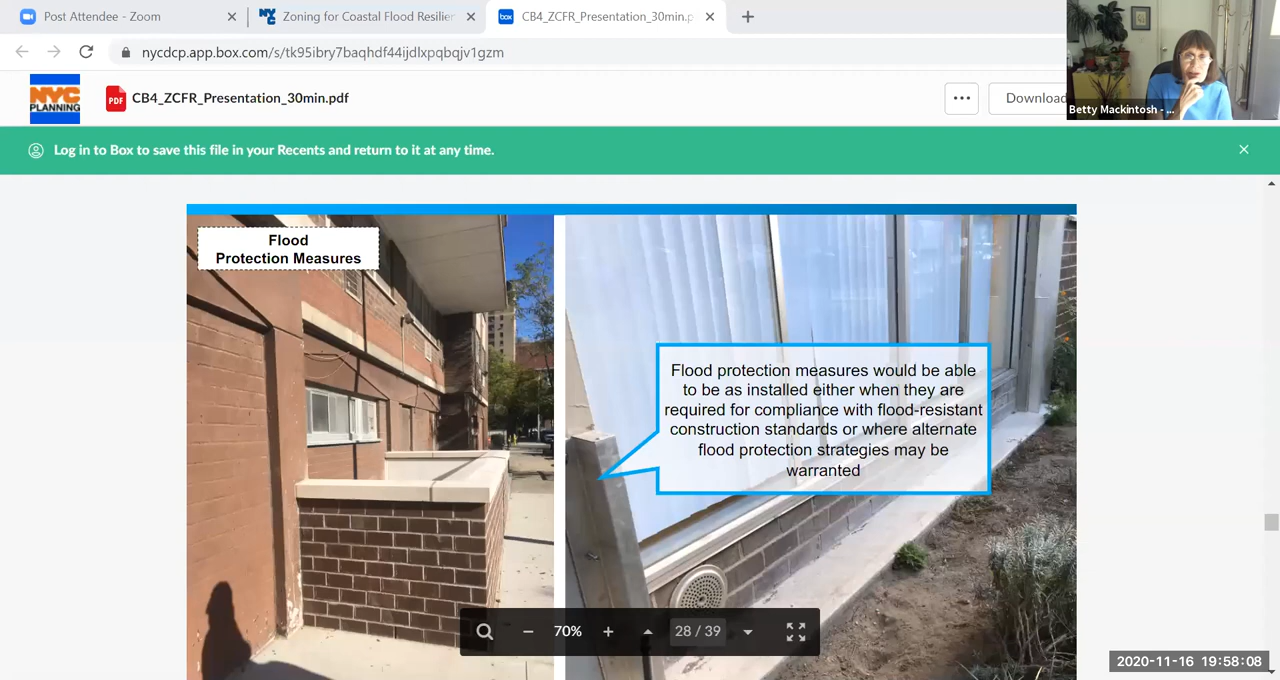 Post Attendee - Zoom
Zoning for Coastal Flood Resilien
CB4_ZCFR_Presentation_30min.p
nycdcp.app.box.com/s/tk95ibry7baqhdf44ijdlxpqbqjv1gzm
NYC
PLANNING
PDF
CB4_ZCFR_Presentation_30min.pdf
Download
Betty Mackintosh - ...
Log in to Box to save this file in your Recents and return to it at any time.
Flood
Protection Measures
Flood protection measures would be able
to be as installed either when they are
required for compliance with flood-resistant
construction standards or where alternate
flood protection strategies may be
warranted
70%
28 / 39
2020-11-16 19:58:08